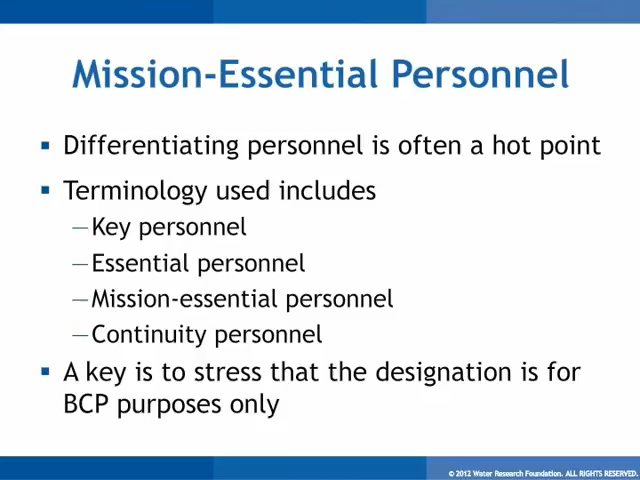 Mission-Essential Personnel
▪ Differentiating personnel is often a hot point
▪ Terminology used includes
—Key personnel
—Essential personnel
—Mission-essential personnel
—Continuity personnel
▪ A key is to stress that the designation is for
BCP purposes only
© 2012 Water Research Foundation. ALL RIGHTS RESERVED.